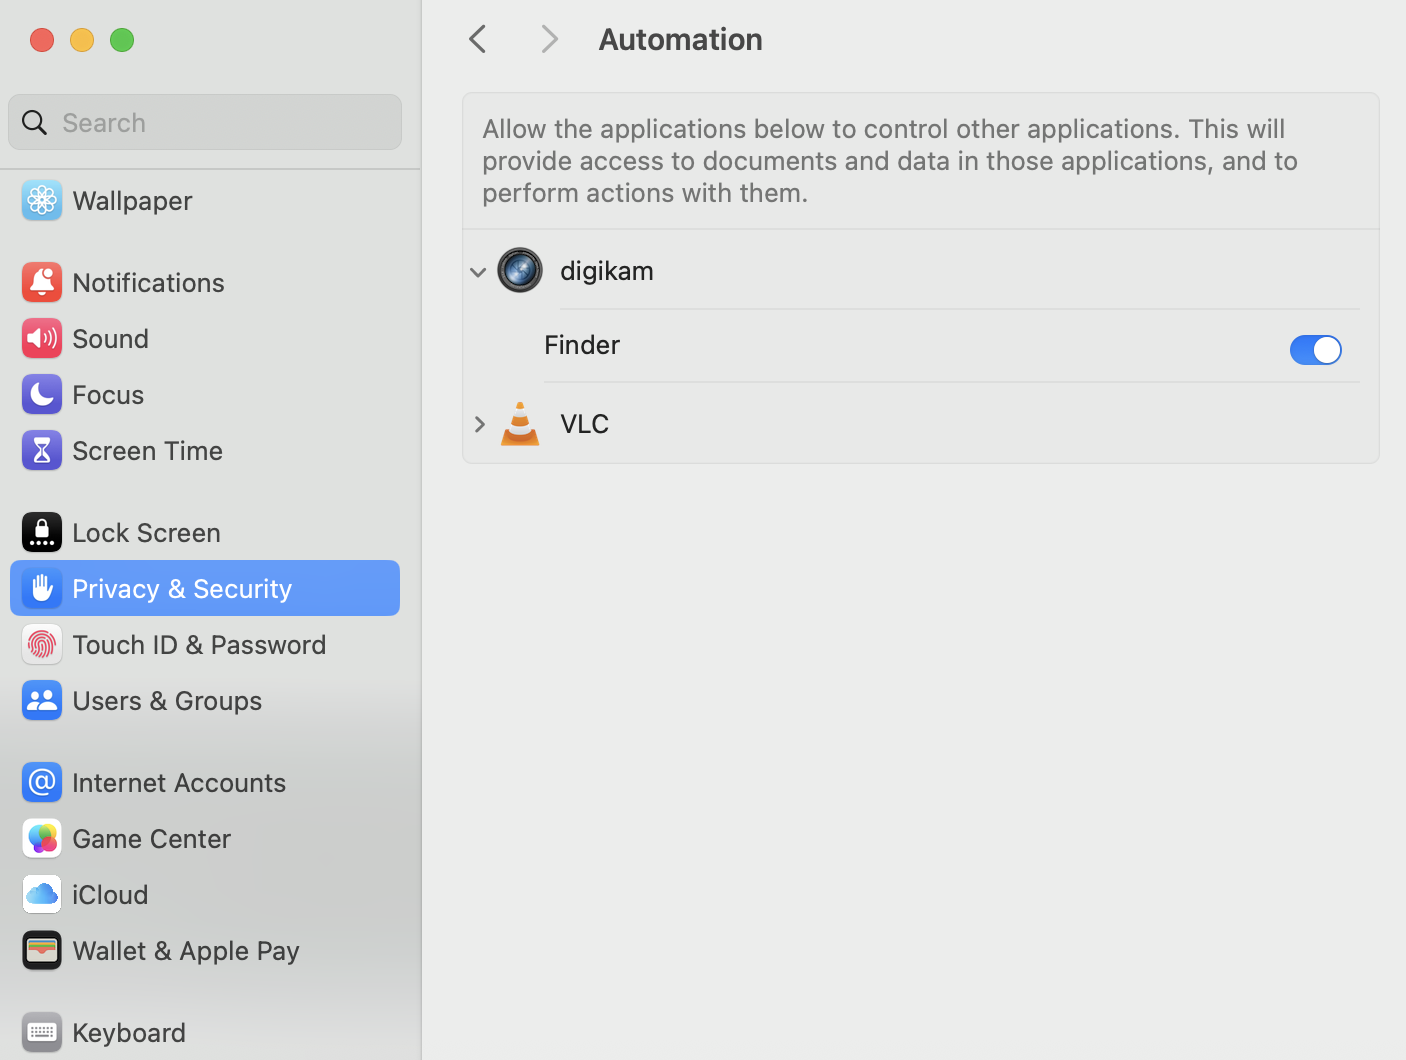 Search
Wallpaper
Notifications
Sound
Focus
Screen Time
Lock Screen
Privacy & Security
Touch ID & Password
Users & Groups
Internet Accounts
Game Center
iCloud
Wallet & Apple Pay
Keyboard
Automation
Allow the applications below to control other applications. This will
provide access to documents and data in those applications, and to
perform actions with them.
digikam
Finder
VLC